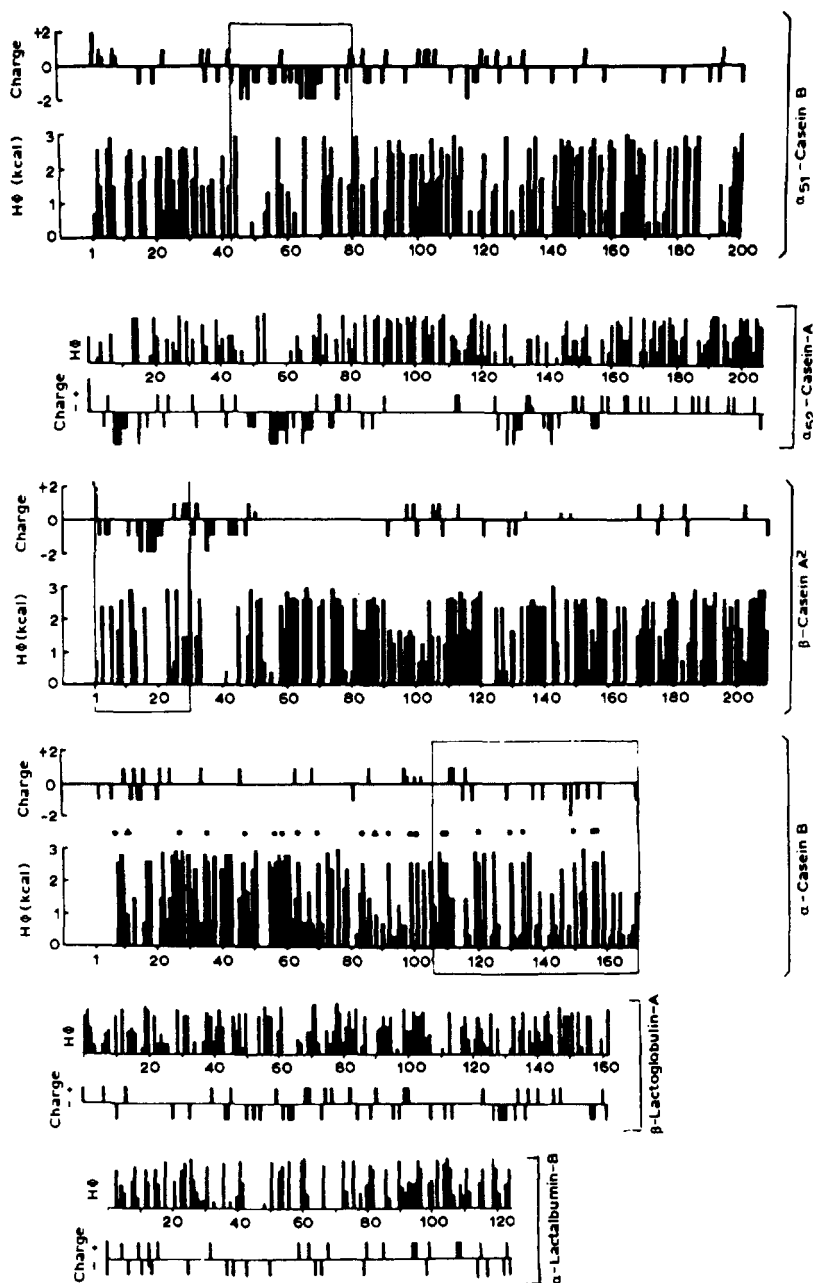 +2
Charge
0
-2
3
HΦ (kcal)
2
1
0
1 20 40 60 80 100 120 140 160 180 200
αS1-Casein B
HΦ
20 40 60 80 100 120 140 160 180 200
Charge
- +
αS2-Casein-A
+2
Charge
0
-2
3
HΦ (kcal)
2
1
0
1 20 40 60 80 100 120 140 160 180 200
β-Casein A2
+2
Charge
0
-2
3
HΦ (kcal)
2
1
0
1 20 40 60 80 100 120 140 160
α-Casein B
HΦ
20 40 60 80 100 120 140 160
Charge
- +
β-Lactoglobulin-A
HΦ
20 40 60 80 100 120
Charge
- +
α-Lactalbumin-B